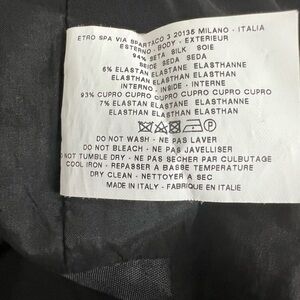 ETRO SPA VIA SPARTACO 3 20135 MILANO - ITALIA
ESTERNO - BODY - EXTERIEUR
94% SETA SILK SOIE
SEIDE SEDA SEDA
6% ELASTAN ELASTANE ELASTHANNE
ELASTHAN ELASTHAN ELASTHAN
INTERNO - INSIDE - INTERNE
93% CUPRO CUPRO CUPRO CUPRO CUPRO CUPRO
7% ELASTAN ELASTANE ELASTHANNE
ELASTHAN ELASTHAN ELASTHAN
DO NOT WASH - NE PAS LAVER
DO NOT BLEACH - NE PAS JAVELLISER
DO NOT TUMBLE DRY - NE PAS SECHER PAR CULBUTAGE
COOL IRON - REPASSER A BASSE TEMPERATURE
DRY CLEAN - NETTOYER A SEC
MADE IN ITALY - FABRIQUE EN ITALIE